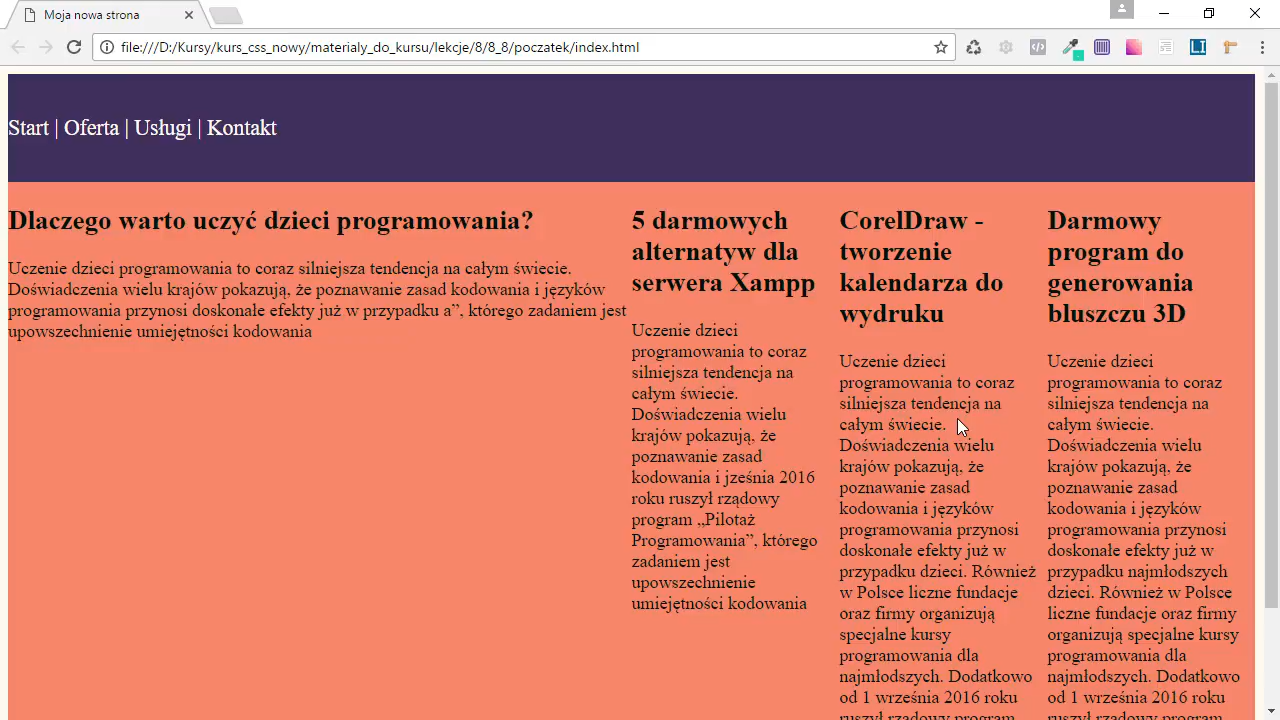 Moja nowa strona
file:///D:/Kursy/kurs_css_nowy/materialy_do_kursu/lekcje/8/8_8/poczatek/index.html
Start | Oferta | Usługi | Kontakt
Dlaczego warto uczyć dzieci programowania?
Uczenie dzieci programowania to coraz silniejsza tendencja na całym świecie.
Doświadczenia wielu krajów pokazują, że poznawanie zasad kodowania i języków
programowania przynosi doskonałe efekty już w przypadku a”, którego zadaniem jest
upowszechnienie umiejętności kodowania
5 darmowych
alternatyw dla
serwera Xampp
Uczenie dzieci
programowania to coraz
silniejsza tendencja na
całym świecie.
Doświadczenia wielu
krajów pokazują, że
poznawanie zasad
kodowania i jześnia 2016
roku ruszył rządowy
program „Pilotaż
Programowania”, którego
zadaniem jest
upowszechnienie
umiejętności kodowania
CorelDraw -
tworzenie
kalendarza do
wydruku
Uczenie dzieci
programowania to coraz
silniejsza tendencja na
całym świecie.
Doświadczenia wielu
krajów pokazują, że
poznawanie zasad
kodowania i języków
programowania przynosi
doskonałe efekty już w
przypadku dzieci. Również
w Polsce liczne fundacje
oraz firmy organizują
specjalne kursy
programowania dla
najmłodszych. Dodatkowo
od 1 września 2016 roku
ruszył rządowy program
Darmowy
program do
generowania
bluszczu 3D
Uczenie dzieci
programowania to coraz
silniejsza tendencja na
całym świecie.
Doświadczenia wielu
krajów pokazują, że
poznawanie zasad
kodowania i języków
programowania przynosi
doskonałe efekty już w
przypadku najmłodszych
dzieci. Również w Polsce
liczne fundacje oraz firmy
organizują specjalne kursy
programowania dla
najmłodszych. Dodatkowo
od 1 września 2016 roku
ruszył rządowy program